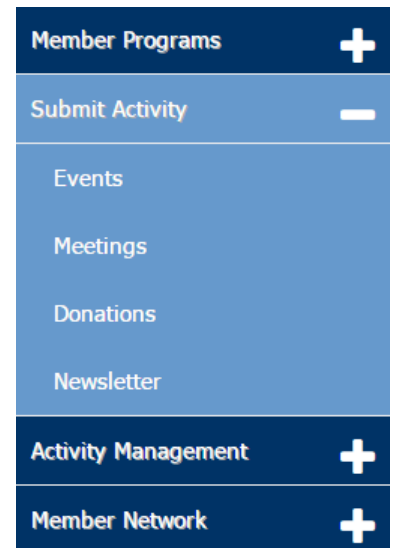 Member Programs
Submit Activity
Events
Meetings
Donations
Newsletter
Activity Management
Member Network